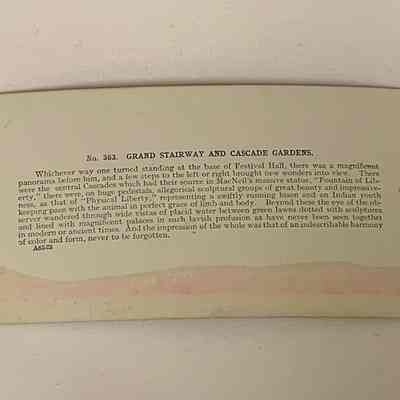 No. 353. GRAND STAIRWAY AND CASCADE GARDENS.
Whichever way one turned standing at the base of Festival Hall, there was a magnificent
panorama before him, and a few steps to the left or right brought new wonders into view. There
were the central Cascades which had their source in MacNeil's massive statue, "Fountain of Lib-
erty," there were, on huge pedestals, allegorical sculptural groups of great beauty and impressive-
ness, as that of "Physical Liberty," representing a swiftly running bison and an Indian youth
keeping pace with the animal in perfect grace of limb and body. Beyond these the eye of the ob-
server wandered through wide vistas of placid water between green lawns dotted with sculptures
and lined with magnificent palaces in such lavish profusion as have never been seen together
in modern or ancient times. And the impression of the whole was that of an indescribable harmony
of color and form, never to be forgotten.